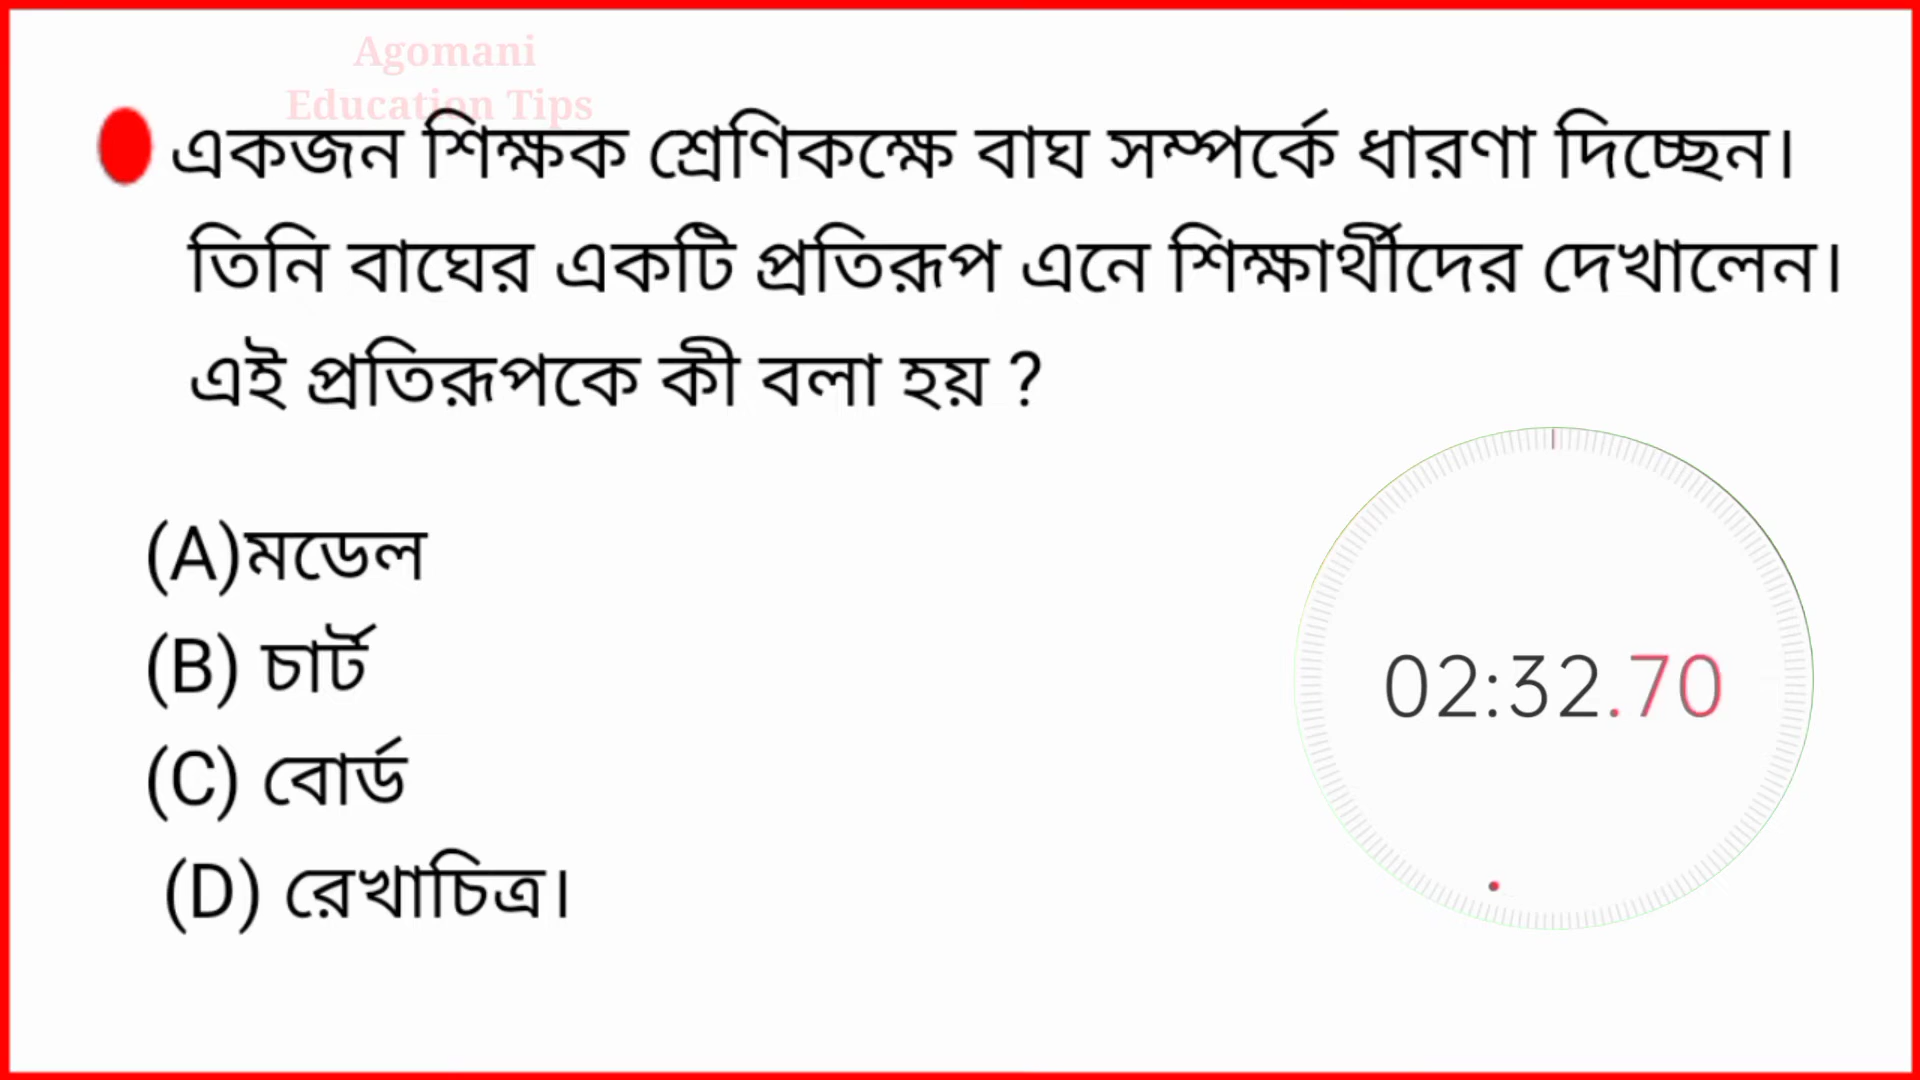 Agomani
Education Tips
একজন শিক্ষক শ্রেণিকক্ষে বাঘ সম্পর্কে ধারণা দিচ্ছেন।
তিনি বাঘের একটি প্রতিরূপ এনে শিক্ষার্থীদের দেখালেন।
এই প্রতিরূপকে কী বলা হয় ?
(A)মডেল
(B) চার্ট
(C) বোর্ড
(D) রেখাচিত্র।
02:32.70